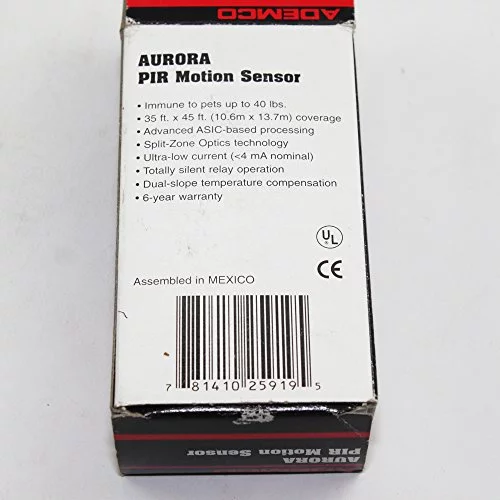 ADEMCO
AURORA
PIR Motion Sensor
• Immune to pets up to 40 lbs.
• 35 ft. x 45 ft. (10.6m x 13.7m) coverage
• Advanced ASIC-based processing
• Split-Zone Optics technology
• Ultra-low current (<4 mA nominal)
• Totally silent relay operation
• Dual-slope temperature compensation
• 6-year warranty
UL
CE
Assembled in MEXICO
7 81410 25919 5
AURORA
PIR Motion Sensor